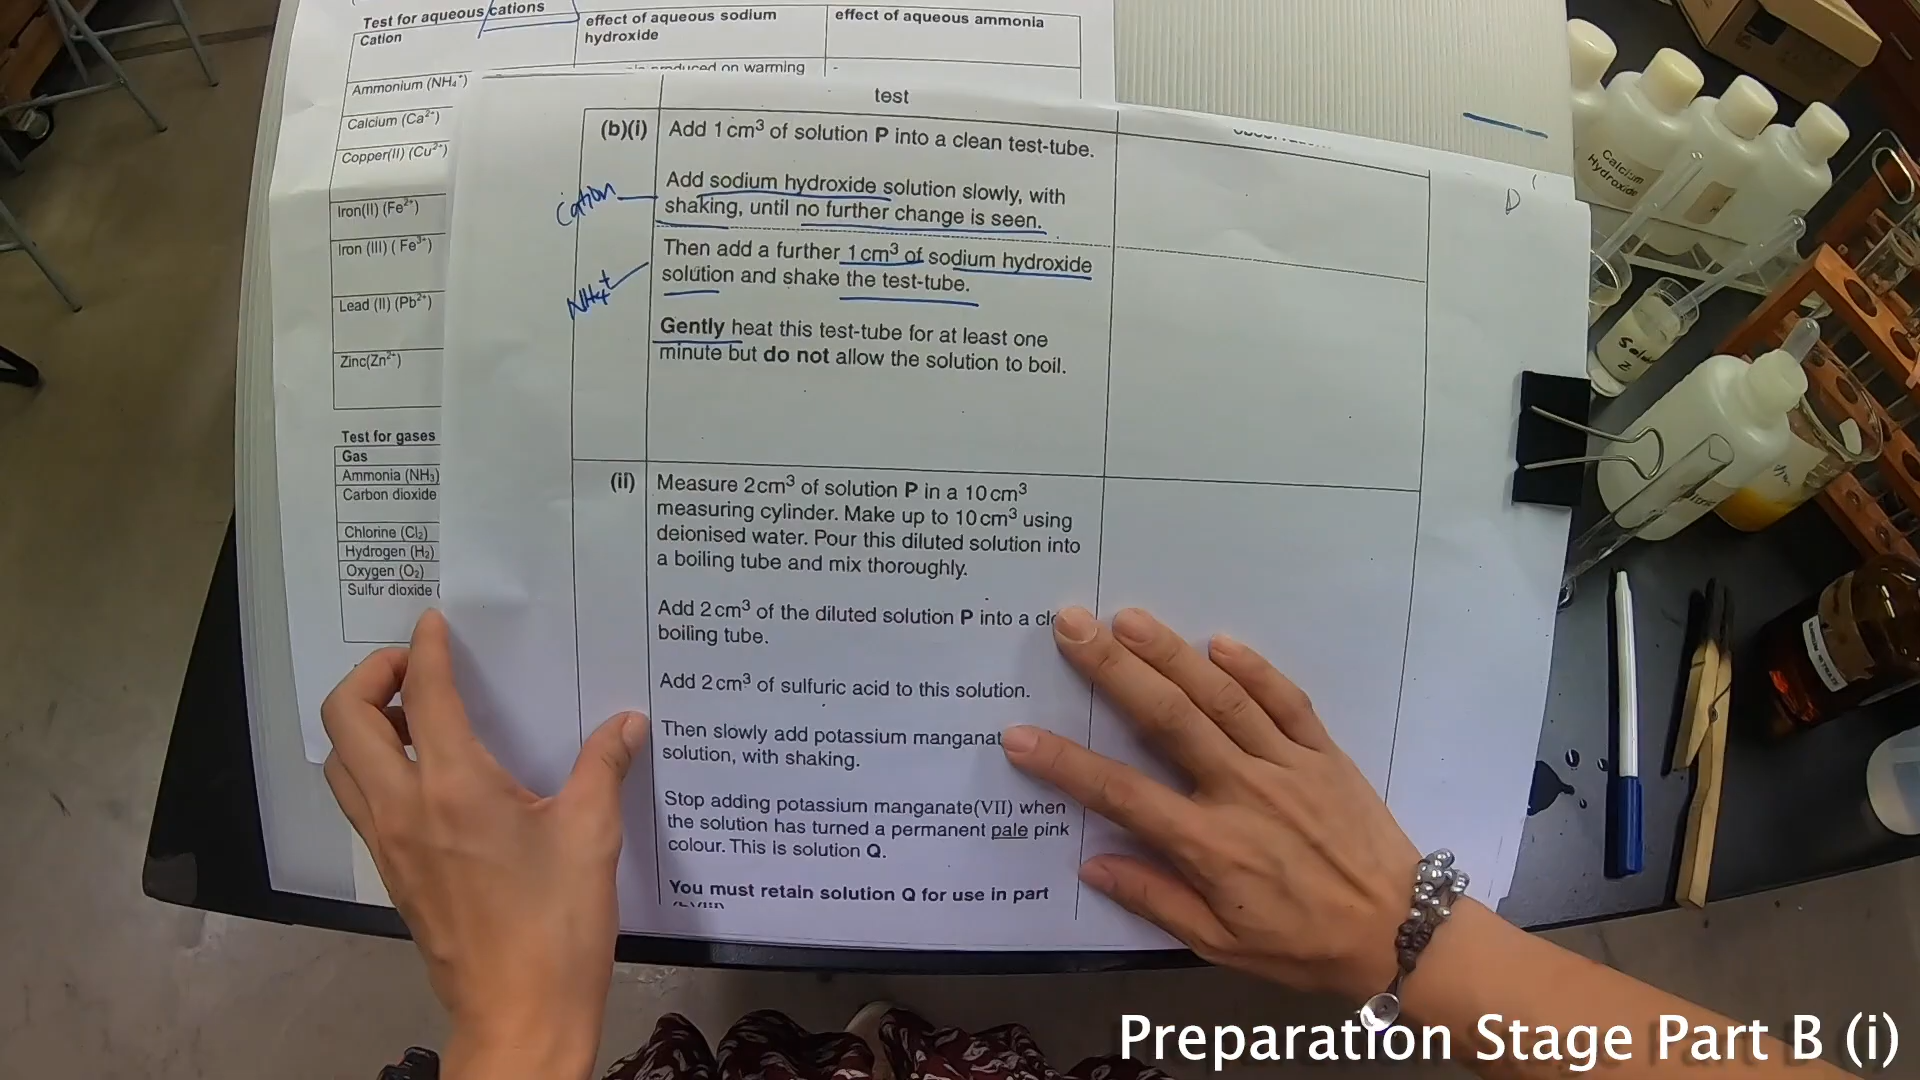 Test for aqueous cations
Cation
effect of aqueous sodium
hydroxide
effect of aqueous ammonia
produced on warming
-
Ammonium (NH₄⁺)
Calcium (Ca²⁺)
Copper(II) (Cu²⁺)
Iron(II) (Fe²⁺)
Iron (III) ( Fe³⁺)
Lead (II) (Pb²⁺)
Zinc(Zn²⁺)
Test for gases
Gas
Ammonia (NH₃)
Carbon dioxide
Chlorine (Cl₂)
Hydrogen (H₂)
Oxygen (O₂)
Sulfur dioxide (
test
(b)(i)
Add 1 cm³ of solution P into a clean test-tube.
Cation
Add sodium hydroxide solution slowly, with
shaking, until no further change is seen.
NH₄⁺
Then add a further 1 cm³ of sodium hydroxide
solution and shake the test-tube.
Gently heat this test-tube for at least one
minute but do not allow the solution to boil.
(ii)
Measure 2 cm³ of solution P in a 10 cm³
measuring cylinder. Make up to 10 cm³ using
deionised water. Pour this diluted solution into
a boiling tube and mix thoroughly.
Add 2 cm³ of the diluted solution P into a
boiling tube.
Add 2 cm³ of sulfuric acid to this solution.
Then slowly add potassium manganat
solution, with shaking.
Stop adding potassium manganate(VII) when
the solution has turned a permanent pale pink
colour. This is solution Q.
You must retain solution Q for use in part
Calcium
Hydroxide
Preparation Stage Part B (i)